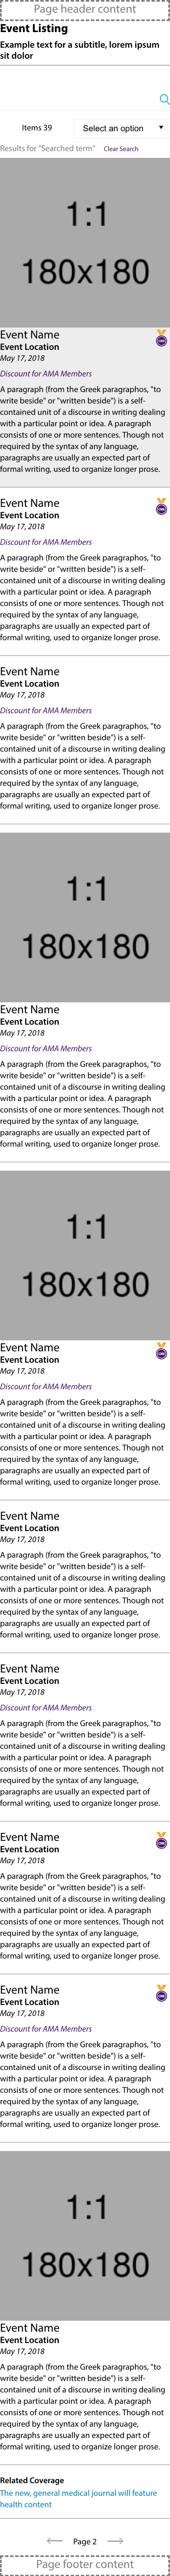 Page header content
Event Listing
Example text for a subtitle, lorem ipsum
sit dolor
Items 39
Select an option
Results for "Searched term"
Clear Search
1:1
180x180
Event Name
Event Location
May 17, 2018
Discount for AMA Members
A paragraph (from the Greek paragraphos, "to
write beside" or "written beside") is a self-
contained unit of a discourse in writing dealing
with a particular point or idea. A paragraph
consists of one or more sentences. Though not
required by the syntax of any language,
paragraphs are usually an expected part of
formal writing, used to organize longer prose.
Event Name
Event Location
May 17, 2018
Discount for AMA Members
A paragraph (from the Greek paragraphos, "to
write beside" or "written beside") is a self-
contained unit of a discourse in writing dealing
with a particular point or idea. A paragraph
consists of one or more sentences. Though not
required by the syntax of any language,
paragraphs are usually an expected part of
formal writing, used to organize longer prose.
Event Name
Event Location
May 17, 2018
Discount for AMA Members
A paragraph (from the Greek paragraphos, "to
write beside" or "written beside") is a self-
contained unit of a discourse in writing dealing
with a particular point or idea. A paragraph
consists of one or more sentences. Though not
required by the syntax of any language,
paragraphs are usually an expected part of
formal writing, used to organize longer prose.
1:1
180x180
Event Name
Event Location
May 17, 2018
Discount for AMA Members
A paragraph (from the Greek paragraphos, "to
write beside" or "written beside") is a self-
contained unit of a discourse in writing dealing
with a particular point or idea. A paragraph
consists of one or more sentences. Though not
required by the syntax of any language,
paragraphs are usually an expected part of
formal writing, used to organize longer prose.
1:1
180x180
Event Name
Event Location
May 17, 2018
Discount for AMA Members
A paragraph (from the Greek paragraphos, "to
write beside" or "written beside") is a self-
contained unit of a discourse in writing dealing
with a particular point or idea. A paragraph
consists of one or more sentences. Though not
required by the syntax of any language,
paragraphs are usually an expected part of
formal writing, used to organize longer prose.
Event Name
Event Location
May 17, 2018
A paragraph (from the Greek paragraphos, "to
write beside" or "written beside") is a self-
contained unit of a discourse in writing dealing
with a particular point or idea. A paragraph
consists of one or more sentences. Though not
required by the syntax of any language,
paragraphs are usually an expected part of
formal writing, used to organize longer prose.
Event Name
Event Location
May 17, 2018
Discount for AMA Members
A paragraph (from the Greek paragraphos, "to
write beside" or "written beside") is a self-
contained unit of a discourse in writing dealing
with a particular point or idea. A paragraph
consists of one or more sentences. Though not
required by the syntax of any language,
paragraphs are usually an expected part of
formal writing, used to organize longer prose.
Event Name
Event Location
May 17, 2018
A paragraph (from the Greek paragraphos, "to
write beside" or "written beside") is a self-
contained unit of a discourse in writing dealing
with a particular point or idea. A paragraph
consists of one or more sentences. Though not
required by the syntax of any language,
paragraphs are usually an expected part of
formal writing, used to organize longer prose.
Event Name
Event Location
May 17, 2018
Discount for AMA Members
A paragraph (from the Greek paragraphos, "to
write beside" or "written beside") is a self-
contained unit of a discourse in writing dealing
with a particular point or idea. A paragraph
consists of one or more sentences. Though not
required by the syntax of any language,
paragraphs are usually an expected part of
formal writing, used to organize longer prose.
1:1
180x180
Event Name
Event Location
May 17, 2018
A paragraph (from the Greek paragraphos, "to
write beside" or "written beside") is a self-
contained unit of a discourse in writing dealing
with a particular point or idea. A paragraph
consists of one or more sentences. Though not
required by the syntax of any language,
paragraphs are usually an expected part of
formal writing, used to organize longer prose.
Related Coverage
The new, general medical journal will feature
health content
Page 2
Page footer content